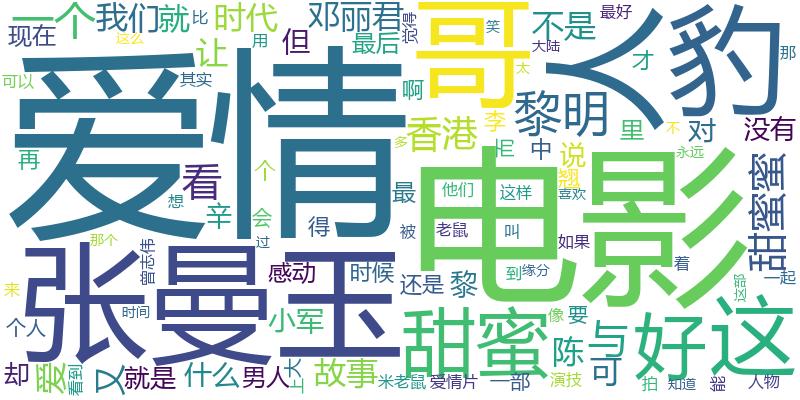 一个
我们
就
比
时代
邓丽君
觉得
笑
哥
不是
最好
人
豹
那
现在
这么
让
用
但
最后
太
大陆
才
可以
其实
爱情
啊
香港
李
黎明
里
对
没有
再
看
个
多
电影
中
说
不
永远
翘
想
辛
会
最
他们
这样
喜欢
甜蜜蜜
那个
过
得
被
老鼠
叫
如果
张曼玉
曾志伟
感动
时候
还是
黎
到
缘分
着
这部
一起
来
时间
小军
甜蜜
像
要
与
好
这
个人
却
爱
看到
又
就是
什么
男人
上
故事
米老鼠
爱情片
一部
陈
演技
可
拍
知道
能
人物